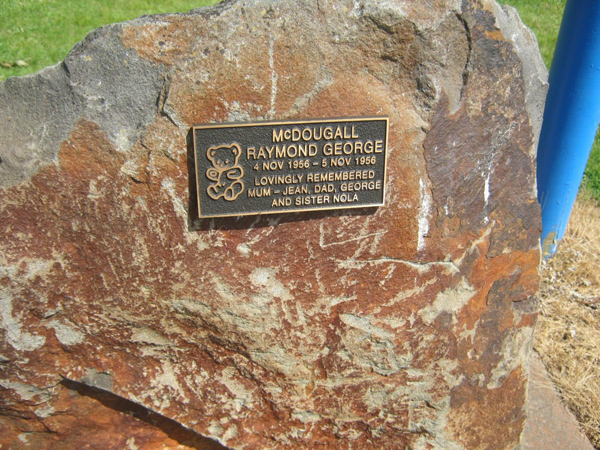 McDOUGALL
RAYMOND GEORGE
4 NOV 1956 – 5 NOV 1956
LOVINGLY REMEMBERED
MUM – JEAN, DAD, GEORGE
AND SISTER NOLA